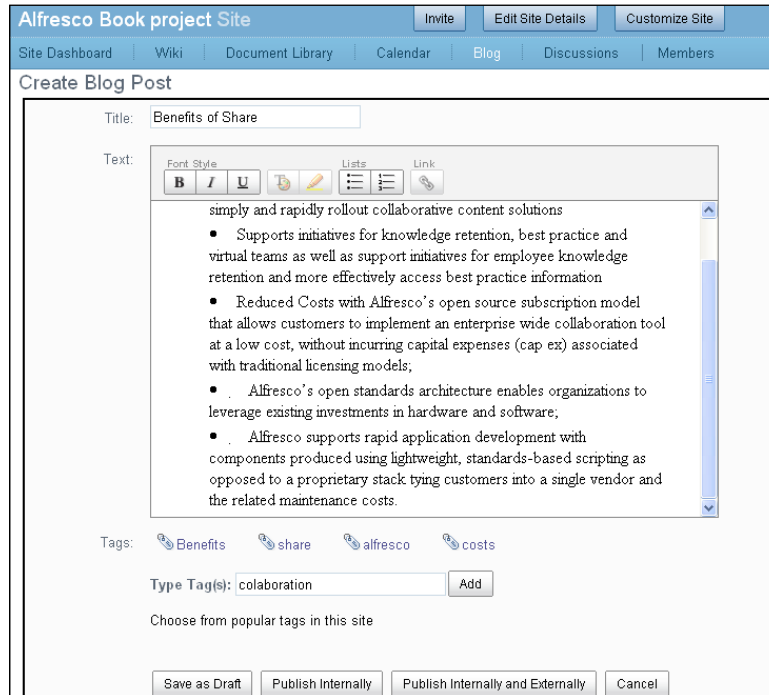 Alfresco Book project Site Invite Edit Site Details Customize Site
Site Dashboard Wiki Document Library Calendar Blog Discussions Members
Create Blog Post
Title: Benefits of Share
Text:
Font Style Lists Link
B I U
simply and rapidly rollout collaborative content solutions
• Supports initiatives for knowledge retention, best practice and
virtual teams as well as support initiatives for employee knowledge
retention and more effectively access best practice information
• Reduced Costs with Alfresco’s open source subscription model
that allows customers to implement an enterprise wide collaboration tool
at a low cost, without incurring capital expenses (cap ex) associated
with traditional licensing models;
• . Alfresco’s open standards architecture enables organizations to
leverage existing investments in hardware and software;
• . Alfresco supports rapid application development with
components produced using lightweight, standards-based scripting as
opposed to a proprietary stack tying customers into a single vendor and
the related maintenance costs.
Tags: Benefits share alfresco costs
Type Tag(s): colaboration Add
Choose from popular tags in this site
Save as Draft Publish Internally Publish Internally and Externally Cancel